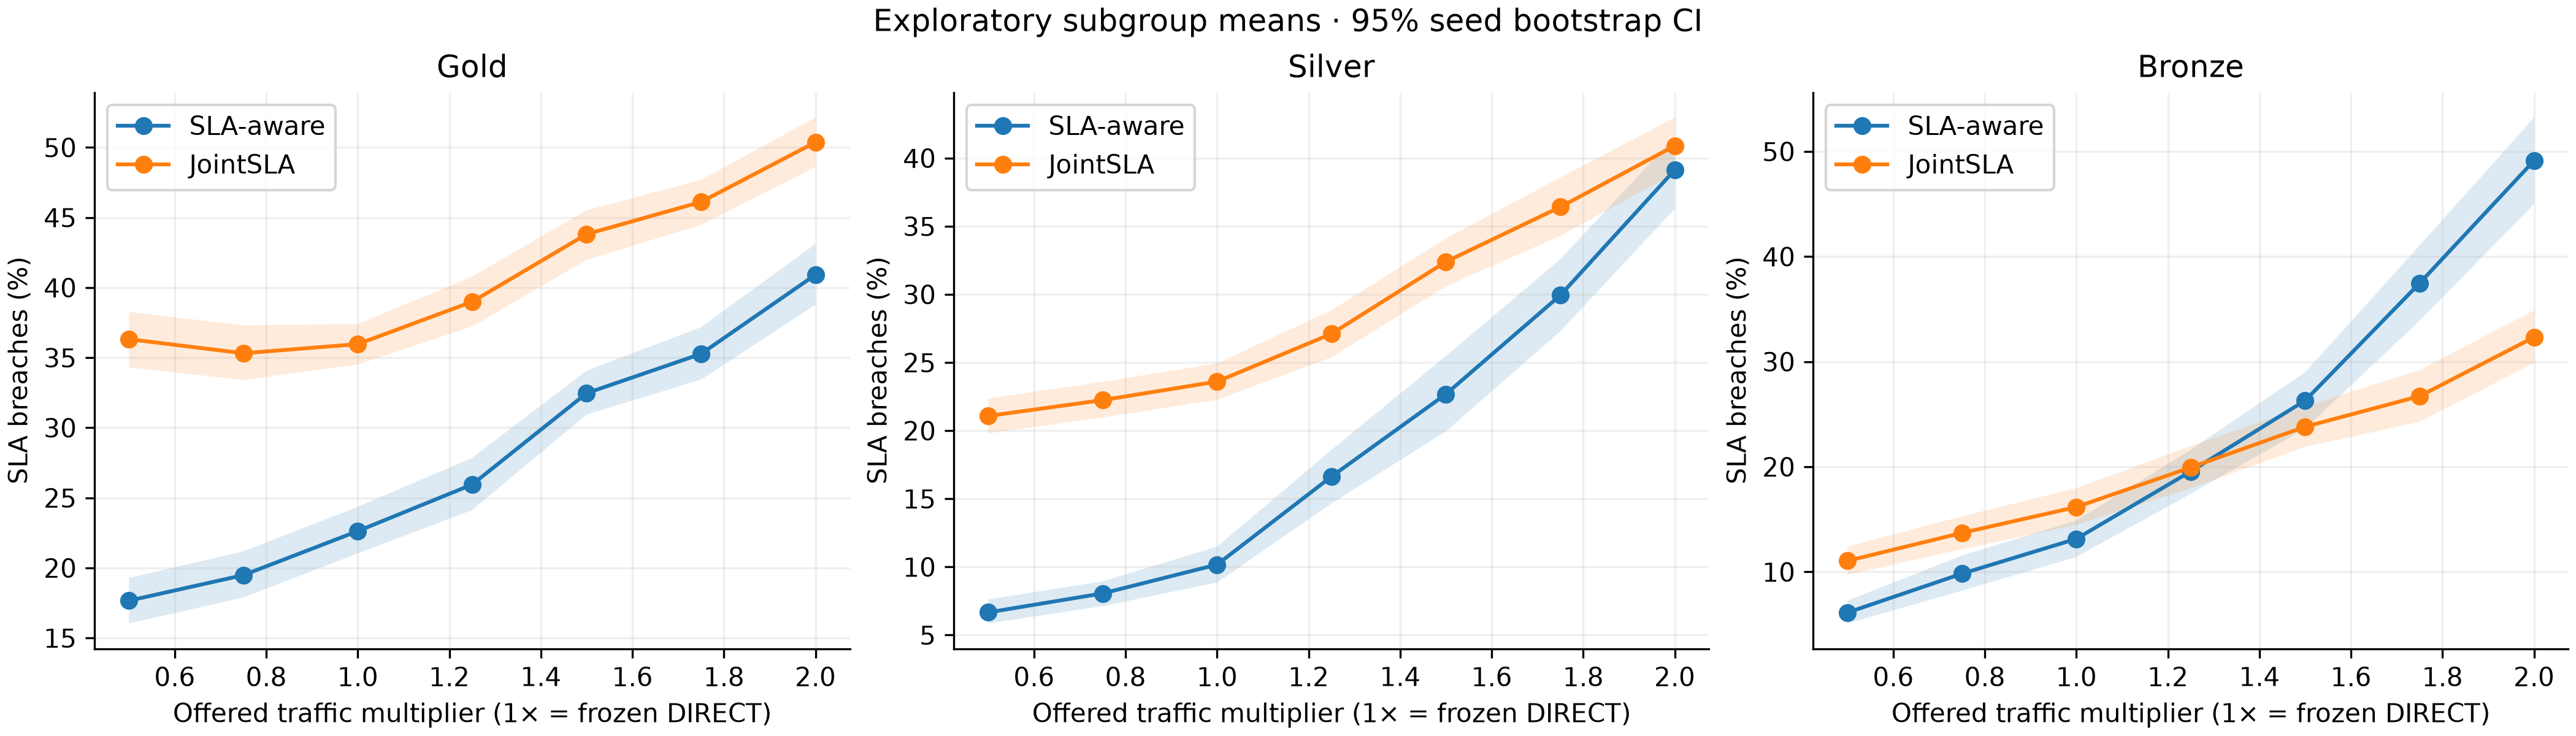 Exploratory subgroup means · 95% seed bootstrap CI
Gold
SLA-aware
JointSLA
SLA breaches (%)
50
45
40
35
30
25
20
15
0.6 0.8 1.0 1.2 1.4 1.6 1.8 2.0
Offered traffic multiplier (1× = frozen DIRECT)
Silver
SLA-aware
JointSLA
SLA breaches (%)
40
35
30
25
20
15
10
5
0.6 0.8 1.0 1.2 1.4 1.6 1.8 2.0
Offered traffic multiplier (1× = frozen DIRECT)
Bronze
SLA-aware
JointSLA
SLA breaches (%)
50
40
30
20
10
0.6 0.8 1.0 1.2 1.4 1.6 1.8 2.0
Offered traffic multiplier (1× = frozen DIRECT)